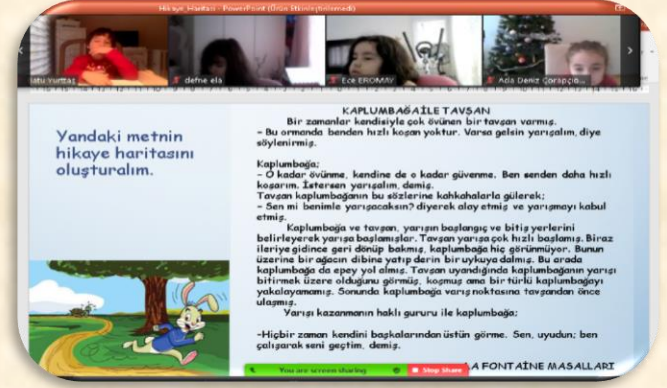 Hikaye_Haritasi - PowerPoint (Ürün Etkinleştirilemedi)
atu Yurttaş
defne ela
Ece EROMAY
Ada Deniz Çorapçıo...
Yandaki metnin
hikaye haritasını
oluşturalım.
KAPLUMBAĞA İLE TAVŞAN
Bir zamanlar kendisiyle çok övünen bir tavşan varmış.
- Bu ormanda benden hızlı koşan yoktur. Varsa gelsin yarışalım, diye
söylenirmiş.
Kaplumbağa;
- O kadar övünme, kendine de o kadar güvenme. Ben senden daha hızlı
koşarım. İstersen yarışalım, demiş.
Tavşan kaplumbağanın bu sözlerine kahkahalarla gülerek;
- Sen mi benimle yarışacaksın? diyerek alay etmiş ve yarışmayı kabul
etmiş.
Kaplumbağa ve tavşan, yarışın başlangıç ve bitiş yerlerini
belirleyerek yarışa başlamışlar. Tavşan yarışa çok hızlı başlamış. Biraz
ileriye gidince geri dönüp bakmış, kaplumbağa hiç görünmüyor. Bunun
üzerine bir ağacın dibine yatıp derin bir uykuya dalmış. Bu arada
kaplumbağa da epey yol almış. Tavşan uyandığında kaplumbağanın yarışı
bitirmek üzere olduğunu görmüş, koşmuş ama bir türlü kaplumbağayı
yakalayamamış. Sonunda kaplumbağa varış noktasına tavşandan önce
ulaşmış.
Yarışı kazanmanın haklı gururu ile kaplumbağa;
-Hiçbir zaman kendini başkalarından üstün görme. Sen, uyudun; ben
çalışarak seni geçtim, demiş.
LA FONTAİNE MASALLARI
You are screen sharing
Stop Share